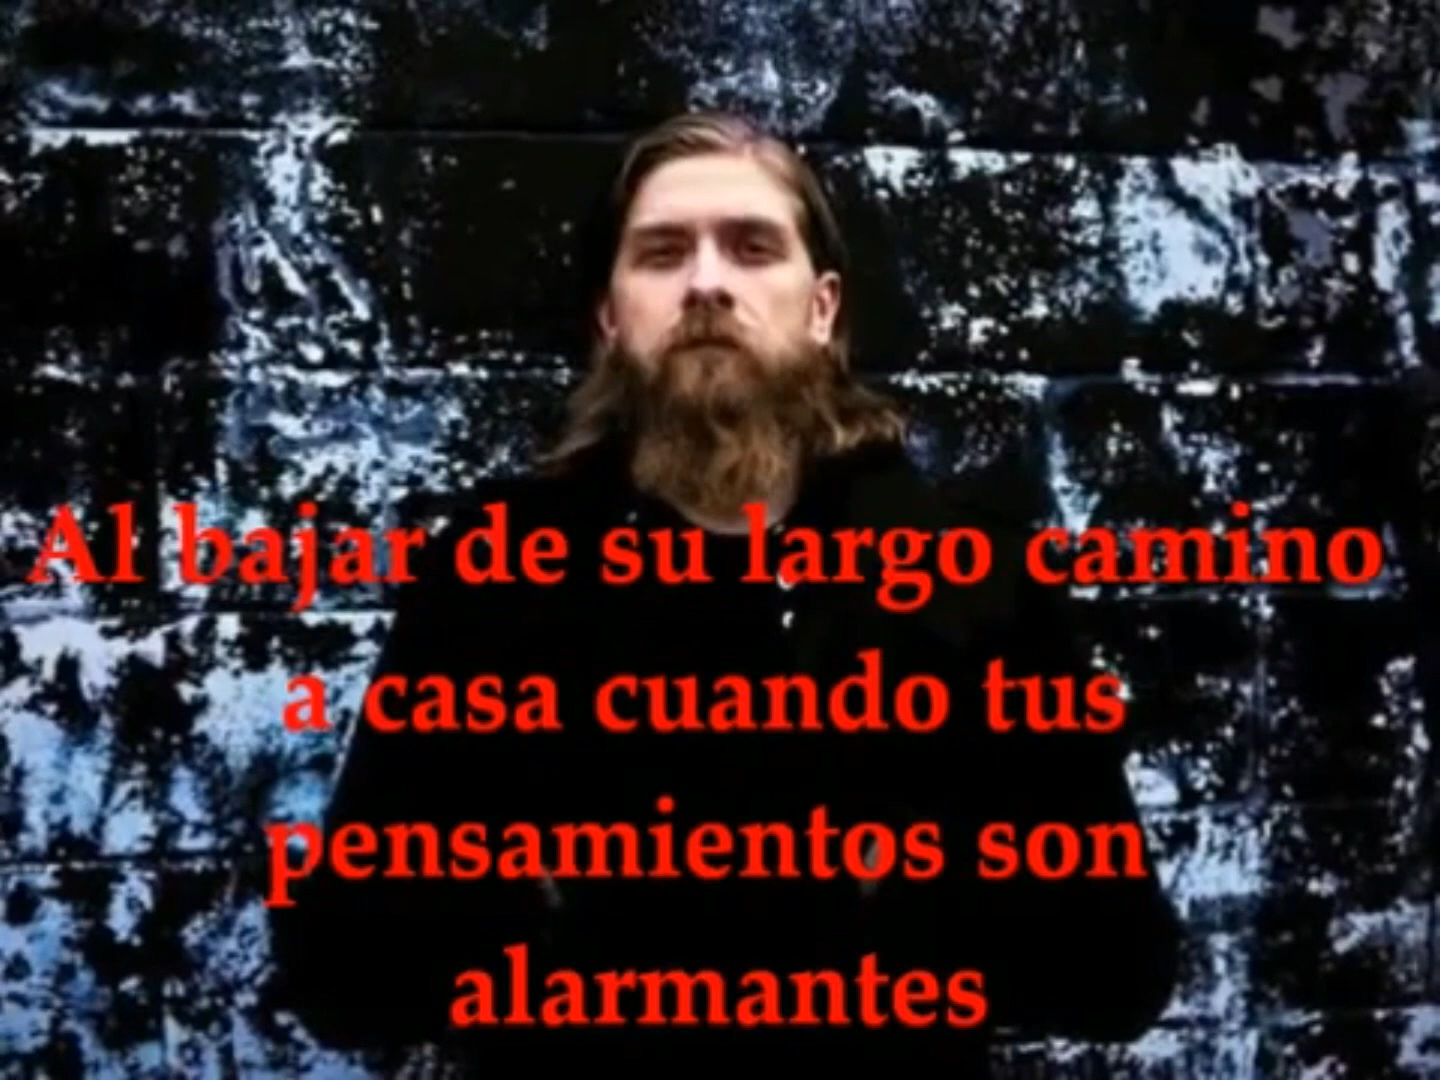 Al bajar de su largo camino
a casa cuando tus
pensamientos son
alarmantes